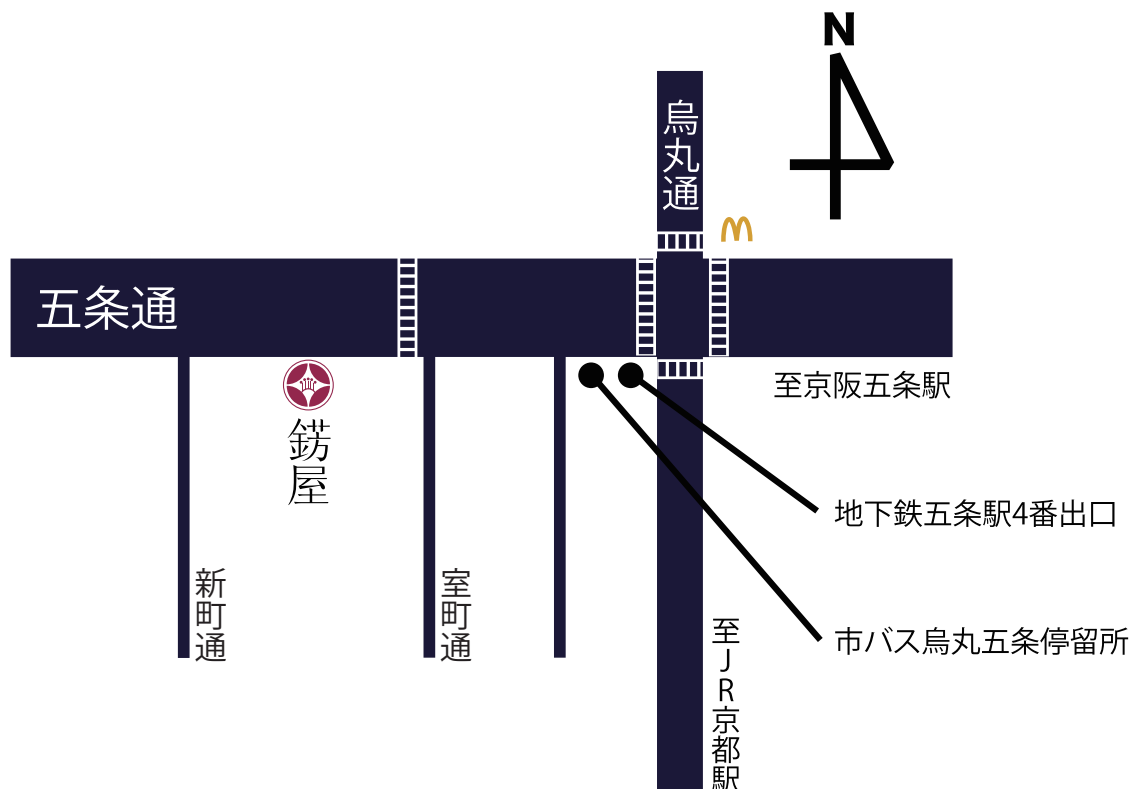 N
烏丸通
五条通
至京阪五条駅
錺屋
地下鉄五条駅4番出口
新町通
室町通
市バス烏丸五条停留所
至JR京都駅